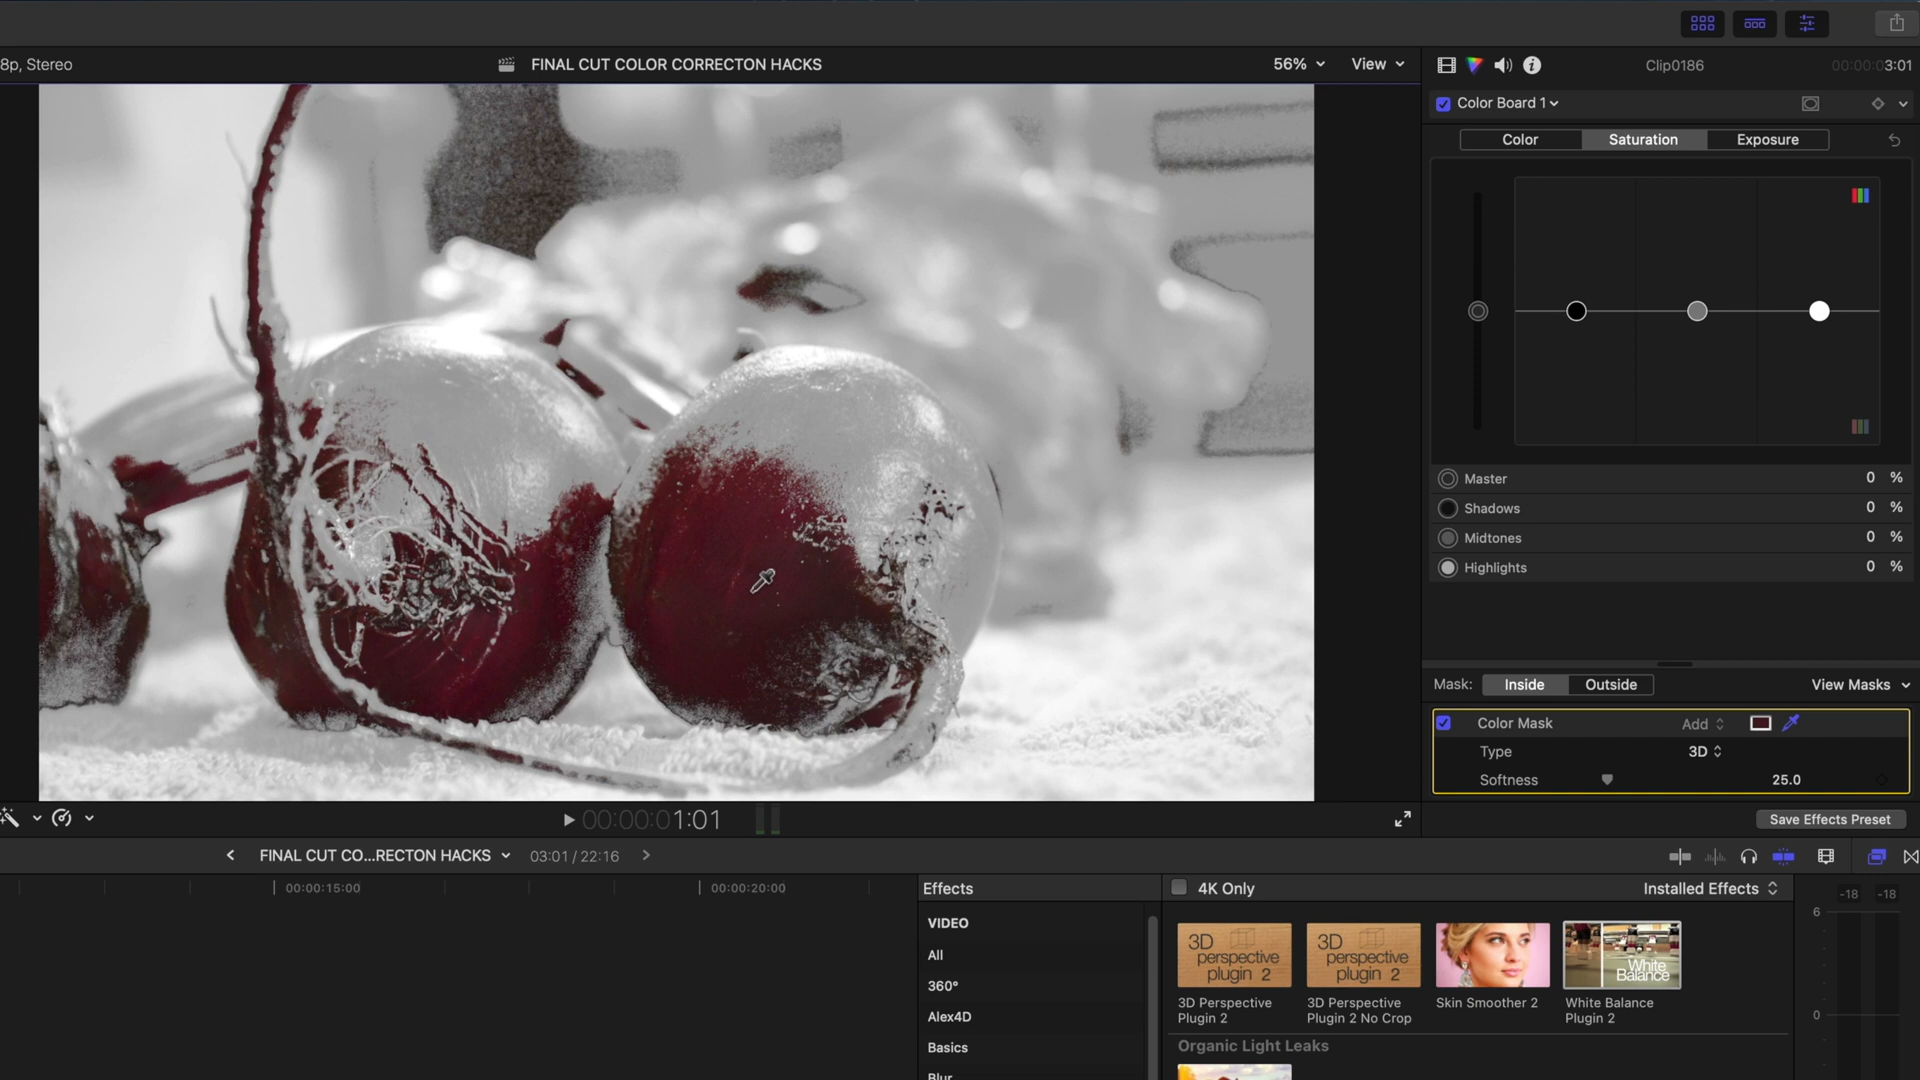 8p, Stereo
FINAL CUT COLOR CORRECTON HACKS
56%
View
Clip0186
00:00:03:01
Color Board 1
Color
Saturation
Exposure
Master
0 %
Shadows
0 %
Midtones
0 %
Highlights
0 %
Mask:
Inside
Outside
View Masks
Color Mask
Add
Type
3D
Softness
25.0
00:00:01:01
Save Effects Preset
FINAL CUT CO...RECTON HACKS
03:01 / 22:16
00:00:15:00
00:00:20:00
Effects
4K Only
Installed Effects
-18
-18
6
VIDEO
All
360°
Alex4D
Basics
Blur
3D
perspective
plugin 2
3D
perspective
plugin 2
White
Balance
3D Perspective
Plugin 2
3D Perspective
Plugin 2 No Crop
Skin Smoother 2
White Balance
Plugin 2
0
Organic Light Leaks